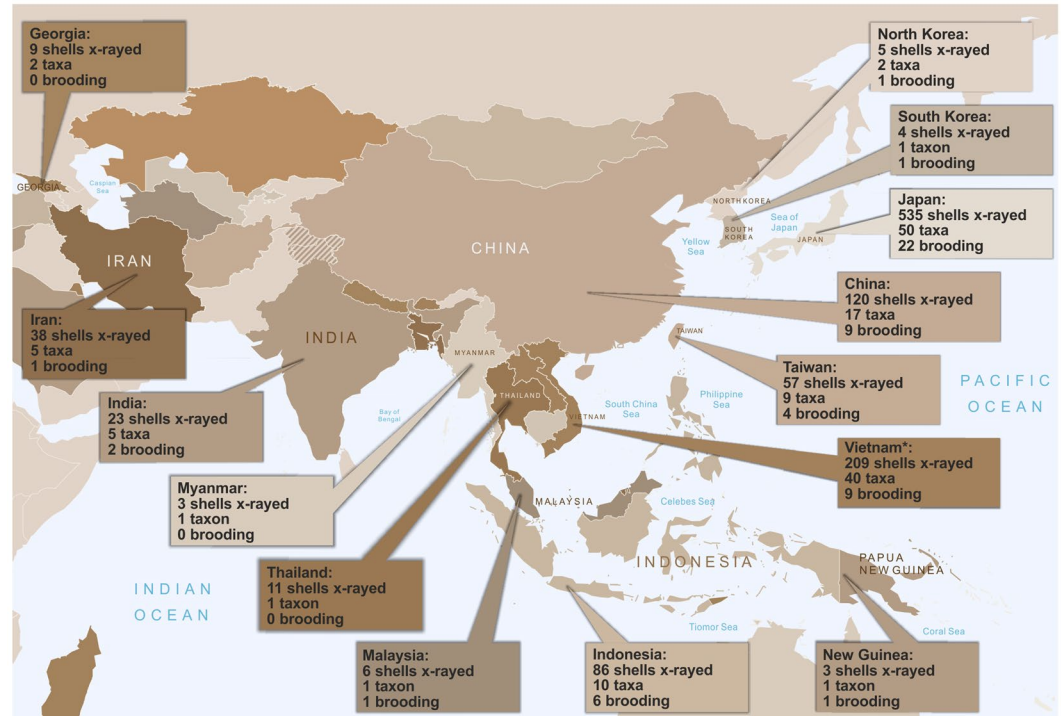 Georgia:
9 shells x-rayed
2 taxa
0 brooding
North Korea:
5 shells x-rayed
2 taxa
1 brooding
South Korea:
4 shells x-rayed
1 taxon
1 brooding
Japan:
535 shells x-rayed
50 taxa
22 brooding
GEORGIA
Caspian
Sea
IRAN
CHINA
NORTH KOREA
SOUTH
KOREA
Sea of
Japan
JAPAN
Yellow
Sea
China:
120 shells x-rayed
17 taxa
9 brooding
Iran:
38 shells x-rayed
5 taxa
1 brooding
INDIA
MYANMAR
TAIWAN
Taiwan:
57 shells x-rayed
9 taxa
4 brooding
PACIFIC
OCEAN
India:
23 shells x-rayed
5 taxa
2 brooding
Bay of
Bengal
THAILAND
VIETNAM
South China
Sea
Philippine
Sea
Vietnam*:
209 shells x-rayed
40 taxa
9 brooding
Myanmar:
3 shells x-rayed
1 taxon
0 brooding
MALAYSIA
Celebes Sea
INDONESIA
PAPUA
NEW GUINEA
Thailand:
11 shells x-rayed
1 taxon
0 brooding
INDIAN
OCEAN
Tiomor Sea
Coral Sea
Malaysia:
6 shells x-rayed
1 taxon
1 brooding
Indonesia:
86 shells x-rayed
10 taxa
6 brooding
New Guinea:
3 shells x-rayed
1 taxon
1 brooding